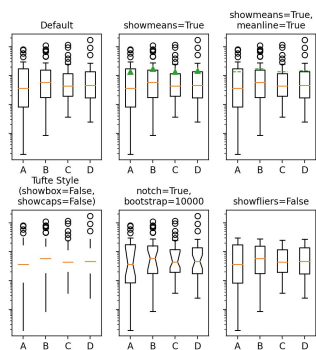 Default
showmeans=True
showmeans=True,
meanline=True
A B C D
A B C D
A B C D
Tufte Style
(showbox=False,
showcaps=False)
notch=True,
bootstrap=10000
showfliers=False
A B C D
A B C D
A B C D